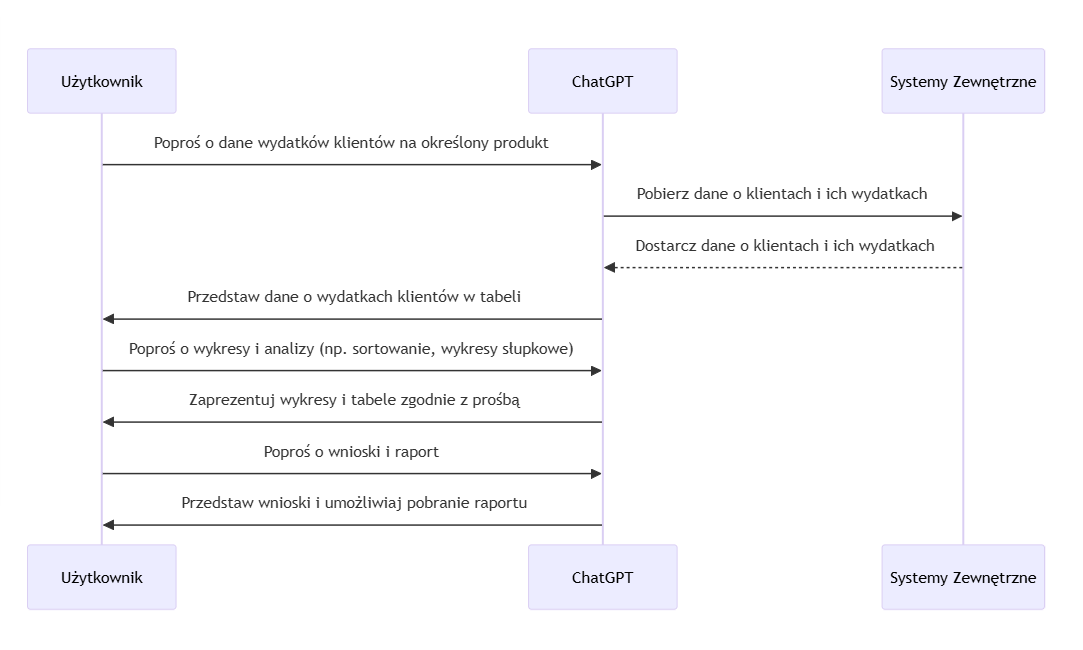 Użytkownik
ChatGPT
Systemy Zewnętrzne
Poproś o dane wydatków klientów na określony produkt
Pobierz dane o klientach i ich wydatkach
Dostarcz dane o klientach i ich wydatkach
Przedstaw dane o wydatkach klientów w tabeli
Poproś o wykresy i analizy (np. sortowanie, wykresy słupkowe)
Zaprezentuj wykresy i tabele zgodnie z prośbą
Poproś o wnioski i raport
Przedstaw wnioski i umożliwiaj pobranie raportu
Użytkownik
ChatGPT
Systemy Zewnętrzne